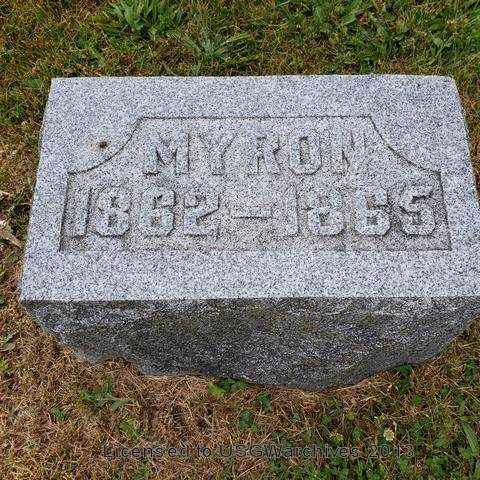 MYRON
1862-1865
Licensed to USGWarchives 2013